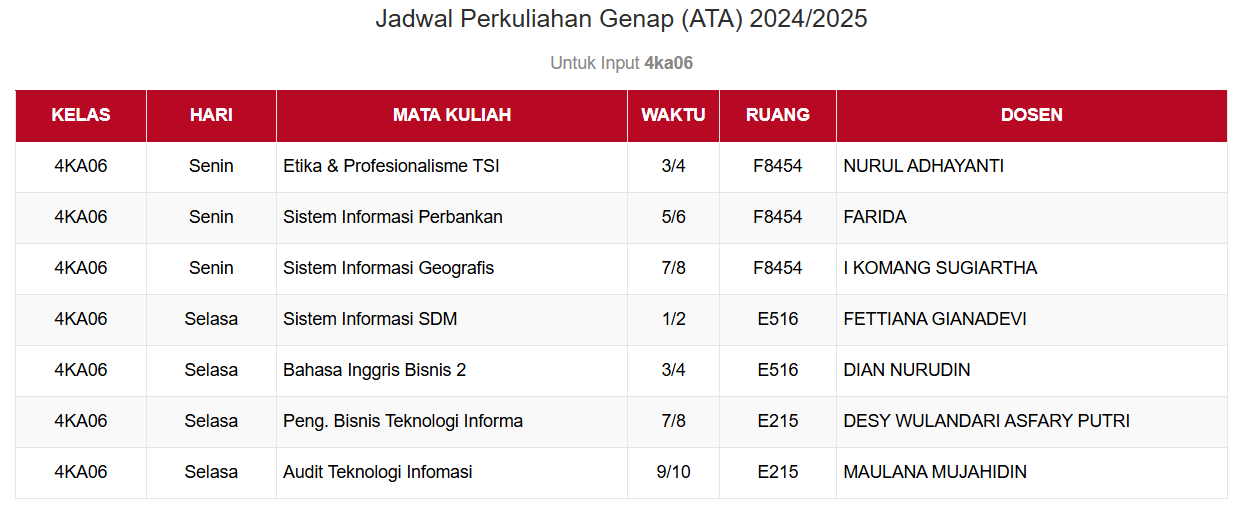 Jadwal Perkuliahan Genap (ATA) 2024/2025
Untuk Input 4ka06
KELAS HARI MATA KULIAH WAKTU RUANG DOSEN
4KA06 Senin Etika & Profesionalisme TSI 3/4 F8454 NURUL ADHAYANTI
4KA06 Senin Sistem Informasi Perbankan 5/6 F8454 FARIDA
4KA06 Senin Sistem Informasi Geografis 7/8 F8454 I KOMANG SUGIARTHA
4KA06 Selasa Sistem Informasi SDM 1/2 E516 FETTIANA GIANADEVI
4KA06 Selasa Bahasa Inggris Bisnis 2 3/4 E516 DIAN NURUDIN
4KA06 Selasa Peng. Bisnis Teknologi Informa 7/8 E215 DESY WULANDARI ASFARY PUTRI
4KA06 Selasa Audit Teknologi Infomasi 9/10 E215 MAULANA MUJAHIDIN